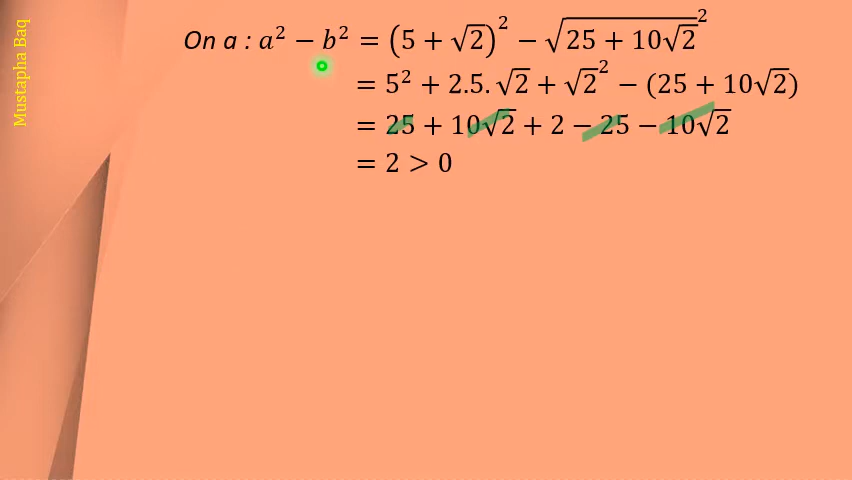 Mustapha Baq
On a : a² − b² = (5 + √2)² − √(25 + 10√2)²
= 5² + 2.5.√2 + √2² − (25 + 10√2)
= 25 + 10√2 + 2 − 25 − 10√2
= 2 > 0